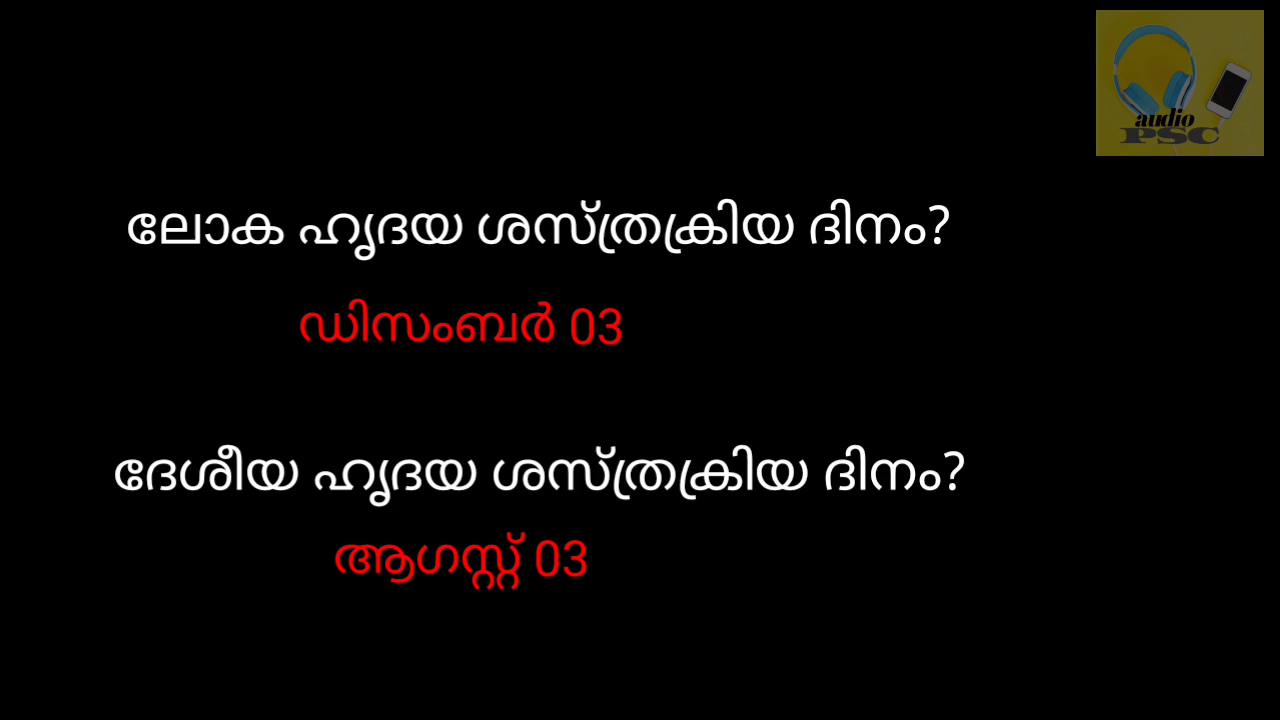 audio
PSC
ലോക ഹൃദയ ശസ്ത്രക്രിയ ദിനം?
ഡിസംബർ 03
ദേശീയ ഹൃദയ ശസ്ത്രക്രിയ ദിനം?
ആഗസ്റ്റ് 03